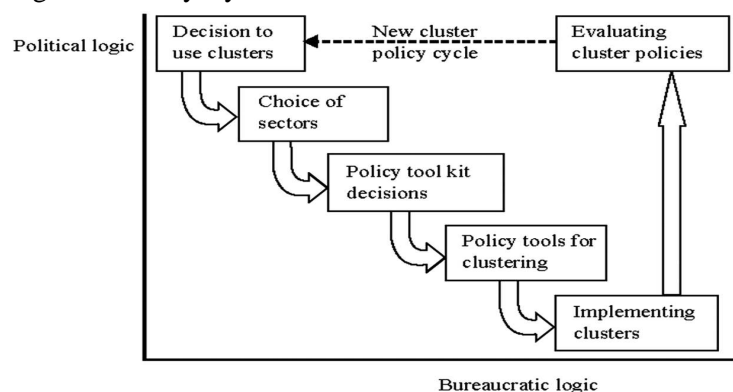 Political logic
Decision to
use clusters
New cluster
policy cycle
Evaluating
cluster policies
Choice of
sectors
Policy tool kit
decisions
Policy tools for
clustering
Implementing
clusters
Bureaucratic logic